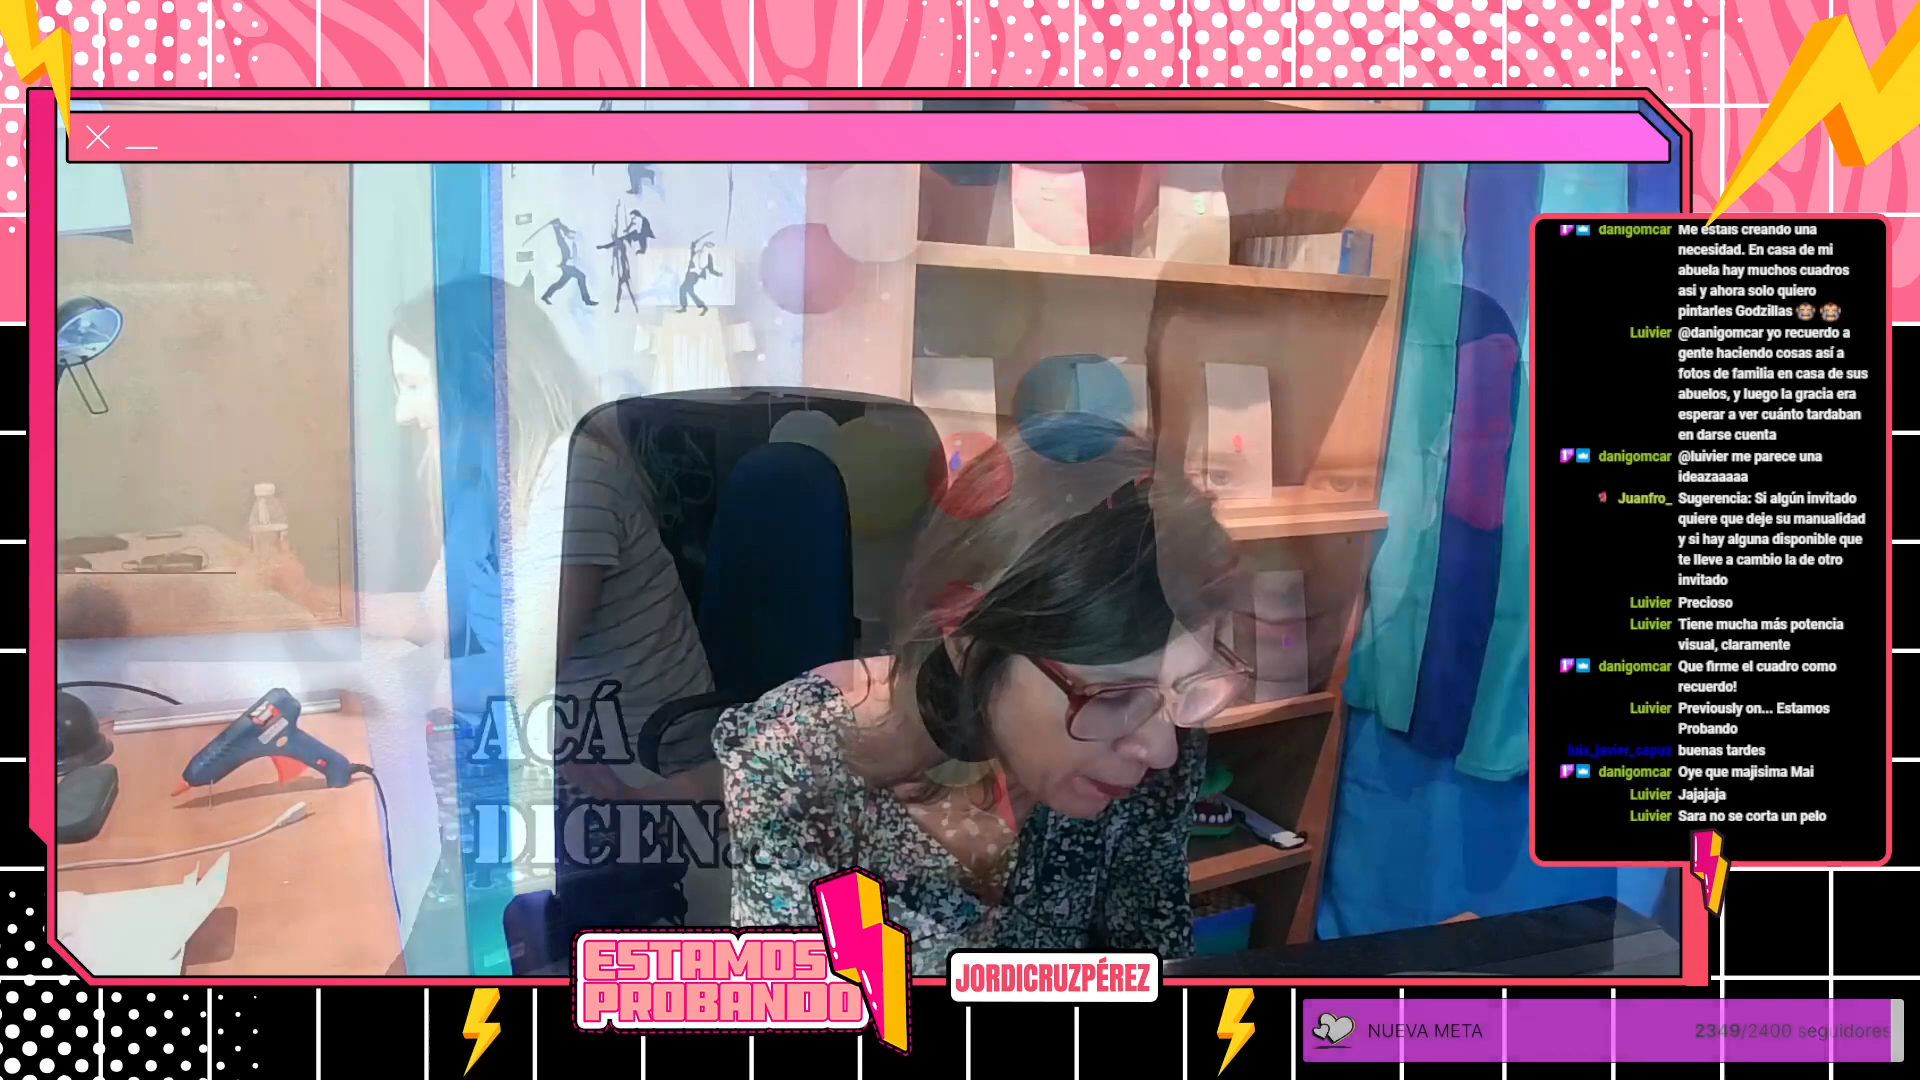 danigomcar Me estais creando una
necesidad. En casa de mi
abuela hay muchos cuadros
asi y ahora solo quiero
pintarles Godzillas
Luivier @danigomcar yo recuerdo a
gente haciendo cosas así a
fotos de familia en casa de sus
abuelos, y luego la gracia era
esperar a ver cuánto tardaban
en darse cuenta
danigomcar @luivier me parece una
ideazaaaaa
Juanfro_ Sugerencia: Si algún invitado
quiere que deje su manualidad
y si hay alguna disponible que
te lleve a cambio la de otro
invitado
Luivier Precioso
Luivier Tiene mucha más potencia
visual, claramente
danigomcar Que firme el cuadro como
recuerdo!
Luivier Previously on... Estamos
Probando
luis_javier_capuz buenas tardes
danigomcar Oye que majisima Mai
Luivier Jajajaja
Luivier Sara no se corta un pelo
ACÁ
DICEN...
ESTAMOS
PROBANDO
JORDICRUZPÉREZ
NUEVA META 2349/2400 seguidores